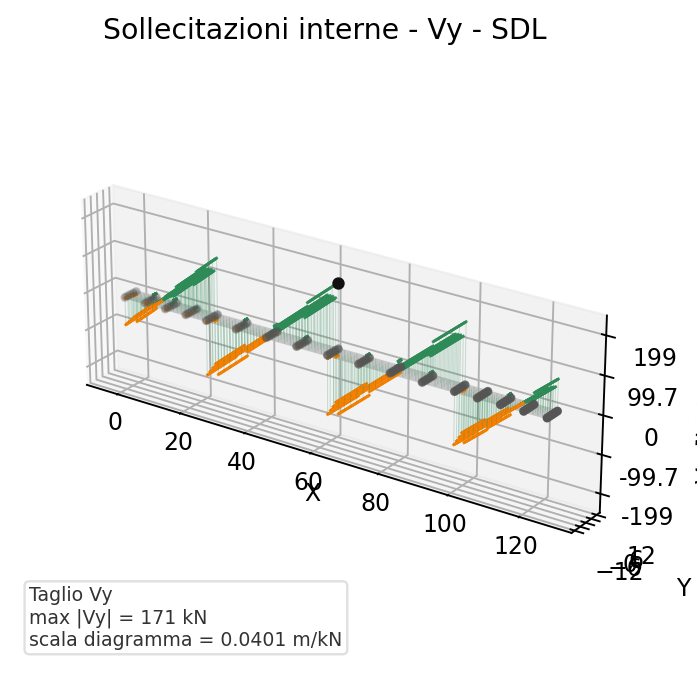 Sollecitazioni interne - Vy - SDL
199
99.7
0
-99.7
-199
0
20
40
60
80
100
120
X
12
−12
Y
Taglio Vy
max |Vy| = 171 kN
scala diagramma = 0.0401 m/kN